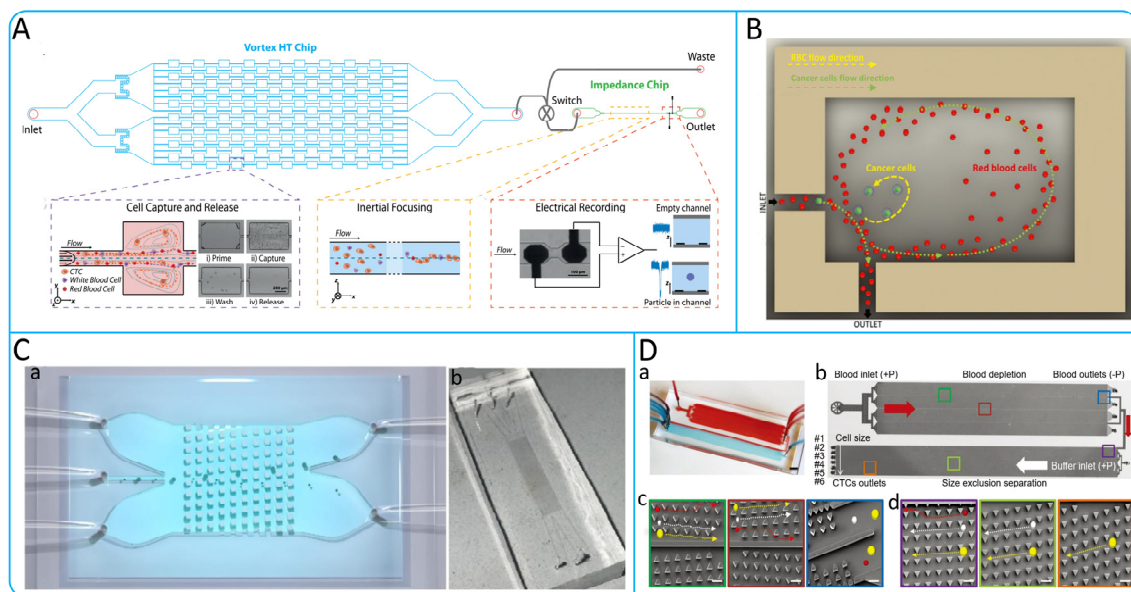 A
Vortex HT Chip
Inlet
Waste
Switch
Impedance Chip
Outlet
Cell Capture and Release
Flow
CTC
White Blood Cell
Red Blood Cell
i) Prime
ii) Capture
iii) Wash
iv) Release
y
x
Inertial Focusing
z
y
x
Electrical Recording
Flow
Empty channel
z
z
Particle in channel
B
RBC flow direction
Cancer cells flow direction
Cancer cells
Red blood cells
INLET
OUTLET
C
a
b
D
a
b
Blood inlet (+P)
Blood depletion
Blood outlets (-P)
#1
#2
#3
#4
#5
#6
Cell size
Buffer inlet (+P)
CTCs outlets
Size exclusion separation
c
d